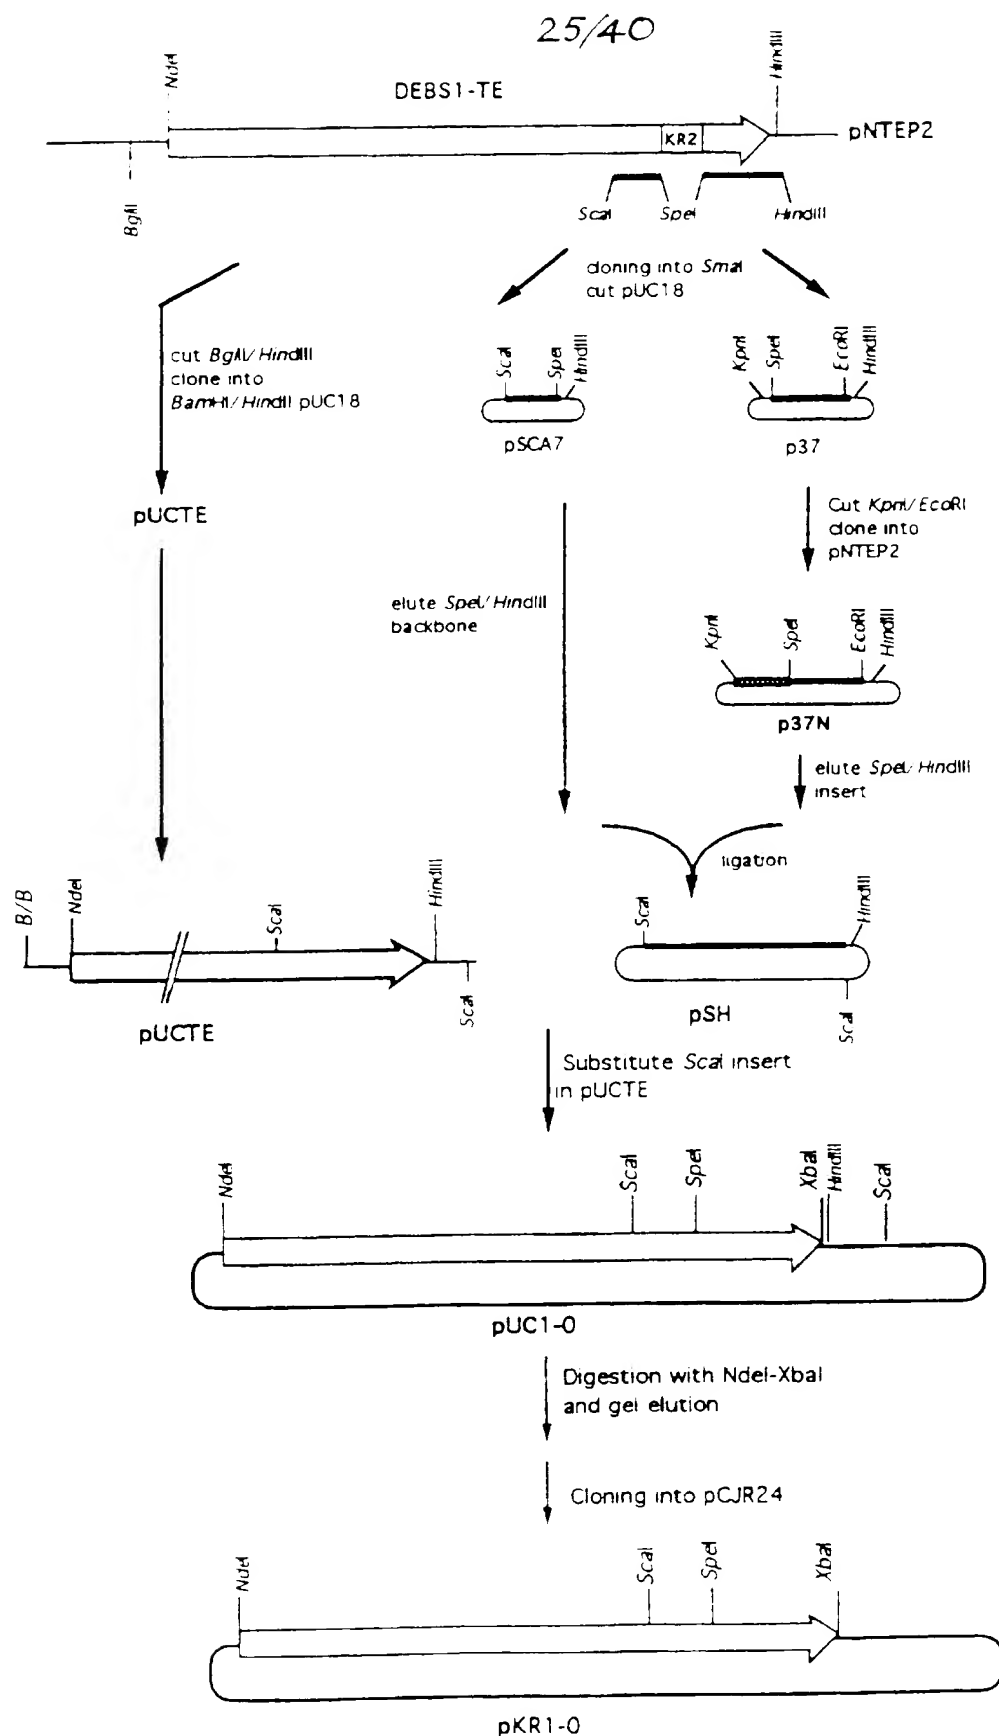 25/40
NdeI
HindIII
DEBS1-TE
KR2
pNTEP2
BglII
ScaI
SpeI
HindIII
cloning into SmaI
cut pUC18
cut BglII/HindIII
clone into
BamHI/HindII pUC18
ScaI
SpeI
HindIII
pSCA7
KpnI
SpeI
EcoRI
HindIII
p37
pUCTE
Cut KpnI/EcoRI
clone into
pNTEP2
elute SpeI/HindIII
backbone
KpnI
SpeI
EcoRI
HindIII
p37N
elute SpeI/HindIII
insert
ligation
B/B
NdeI
ScaI
HindIII
ScaI
pUCTE
ScaI
HindIII
ScaI
pSH
Substitute ScaI insert
in pUCTE
NdeI
ScaI
SpeI
XbaI
HindIII
ScaI
pUC1-0
Digestion with NdeI-XbaI
and gel elution
Cloning into pCJR24
NdeI
ScaI
SpeI
XbaI
pKR1-0